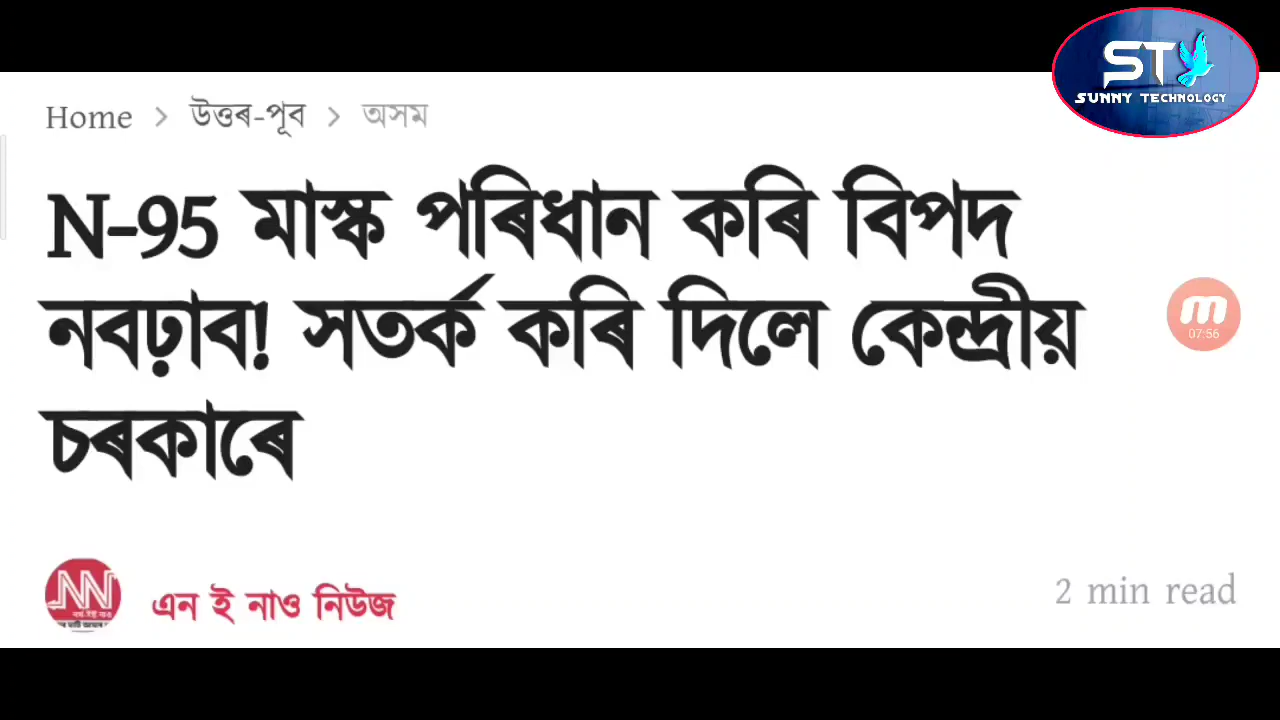 ST
SUNNY TECHNOLOGY
Home > উত্তৰ-পূব > অসম
N-95 মাস্ক পৰিধান কৰি বিপদ
নবঢ়াব! সতৰ্ক কৰি দিলে কেন্দ্ৰীয়
চৰকাৰে
07:56
এন ই নাও নিউজ
2 min read